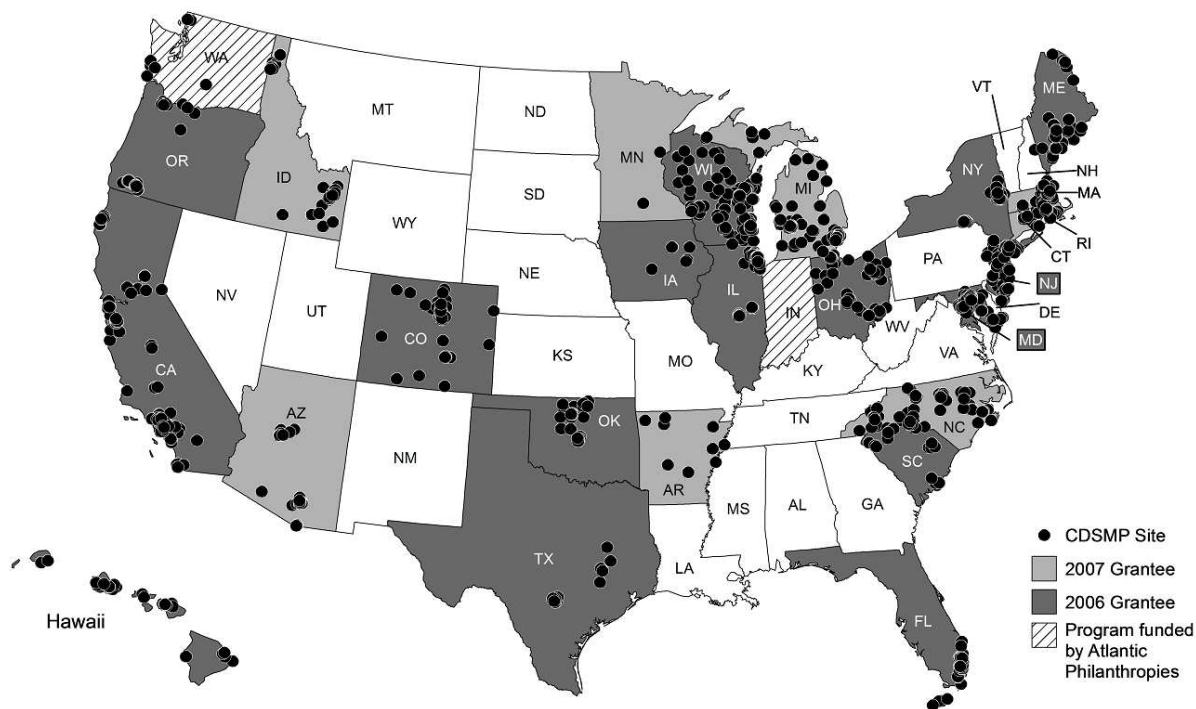 WA
MT
ND
MN
VT
ME
OR
ID
SD
WI
MI
NY
NH
MA
WY
RI
CT
IA
NE
PA
NV
UT
IL
IN
OH
NJ
DE
CO
WV
MD
KS
MO
VA
CA
KY
AZ
OK
TN
NC
NM
AR
SC
MS
AL
GA
TX
LA
FL
Hawaii
CDSMP Site
2007 Grantee
2006 Grantee
Program funded
by Atlantic
Philanthropies